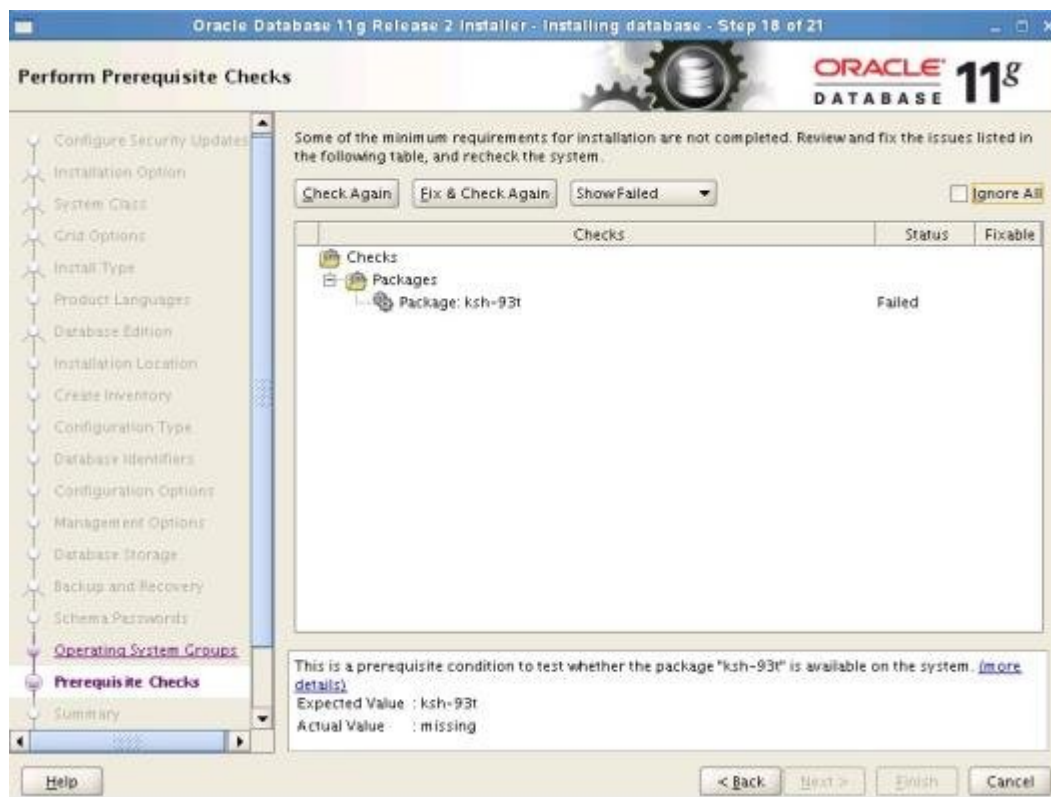 Oracle Database 11g Release 2 Installer - Installing database - Step 18 of 21
Perform Prerequisite Checks
ORACLE
DATABASE
11g
Configure Security Updates
Installation Option
System Class
Grid Options
Install Type
Product Languages
Database Edition
Installation Location
Create Inventory
Configuration Type
Database Identifiers
Configuration Options
Management Options
Database Storage
Backup and Recovery
Schema Passwords
Operating System Groups
Prerequisite Checks
Summary
Some of the minimum requirements for installation are not completed. Review and fix the issues listed in
the following table, and recheck the system.
Check Again
Fix & Check Again
Show Failed
Ignore All
Checks Status Fixable
Checks
Packages
Package: ksh-93t Failed
This is a prerequisite condition to test whether the package "ksh-93t" is available on the system. (more
details)
Expected Value : ksh-93t
Actual Value : missing
Help
< Back
Next >
Finish
Cancel